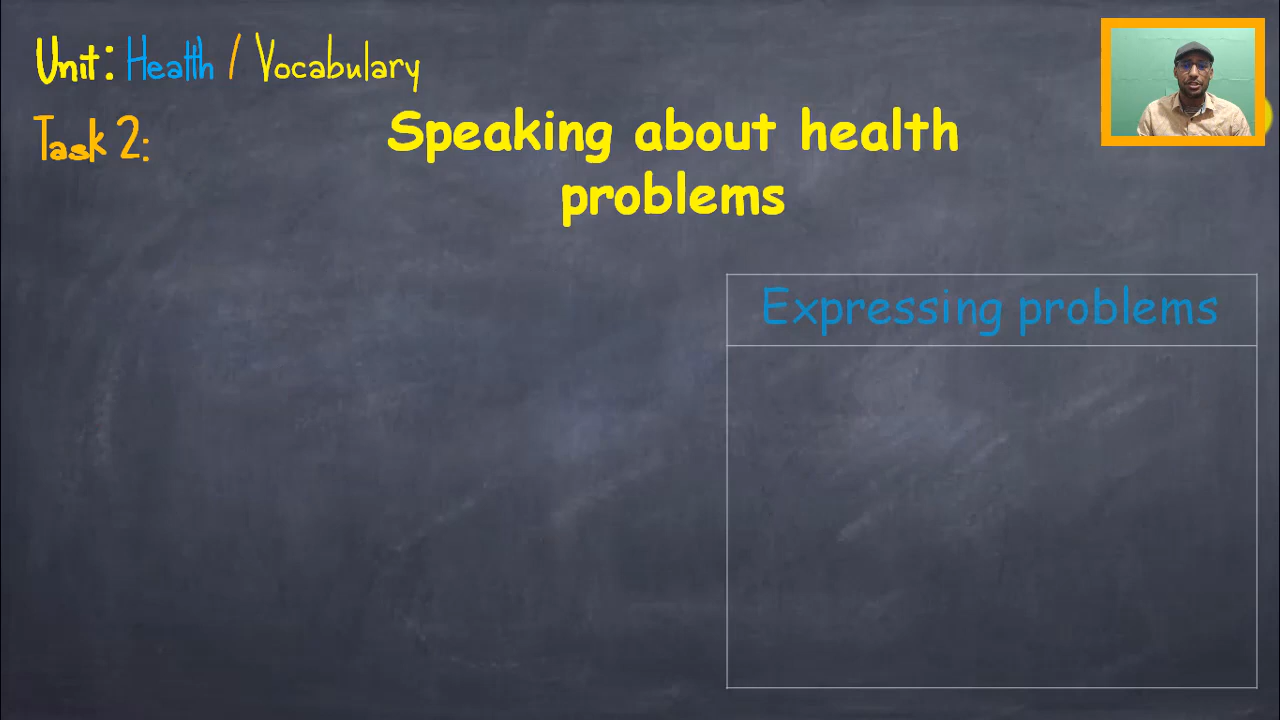 Unit: Health / Vocabulary
Task 2:
Speaking about health
problems
Expressing problems